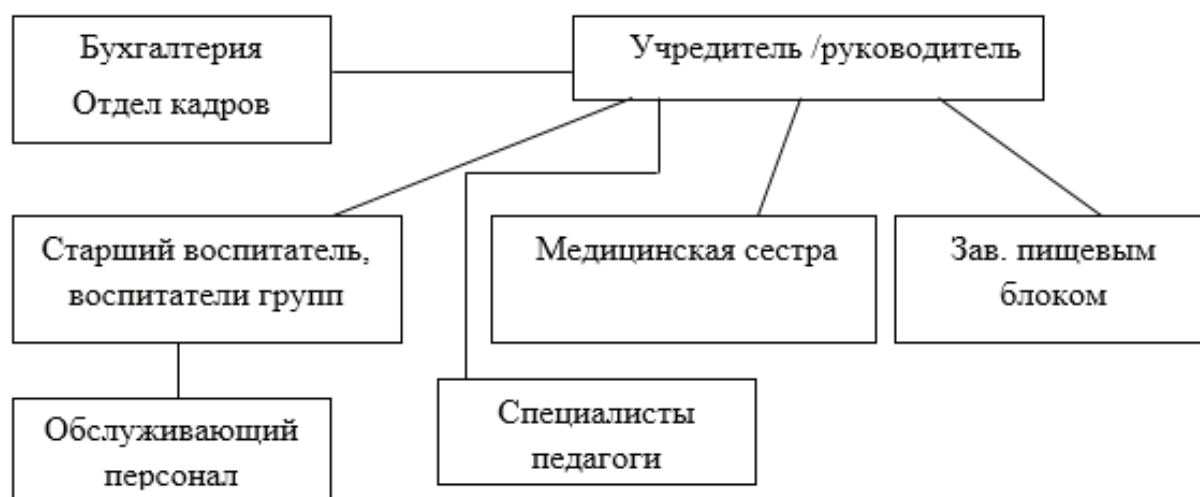 Бухгалтерия
Отдел кадров
Учредитель /руководитель
Старший воспитатель,
воспитатели групп
Медицинская сестра
Зав. пищевым
блоком
Обслуживающий
персонал
Специалисты
педагоги